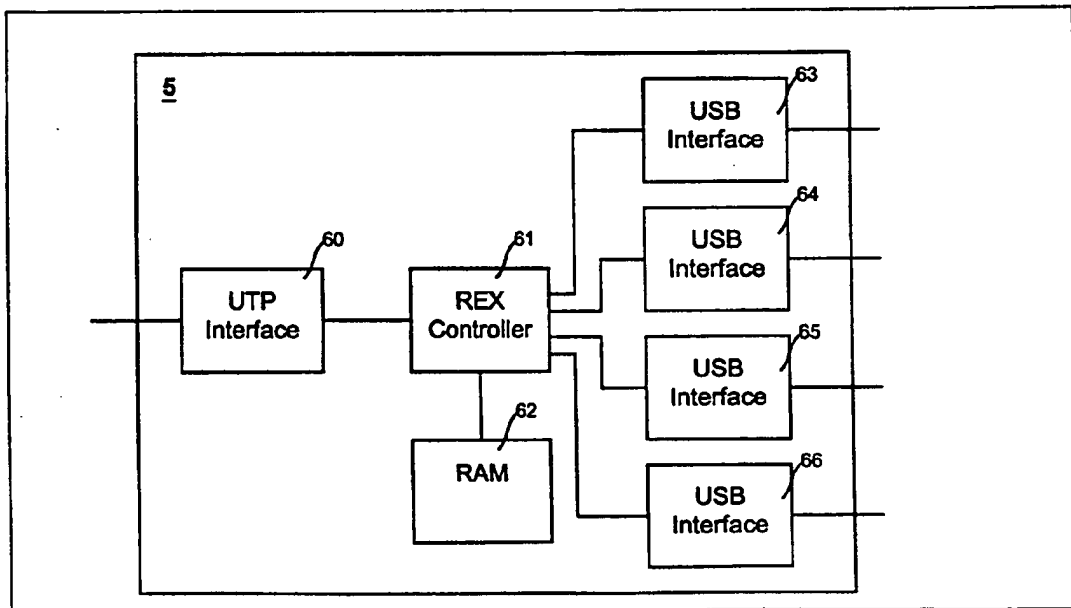 5
63
USB
Interface
64
USB
Interface
60
UTP
Interface
61
REX
Controller
65
USB
Interface
62
RAM
66
USB
Interface